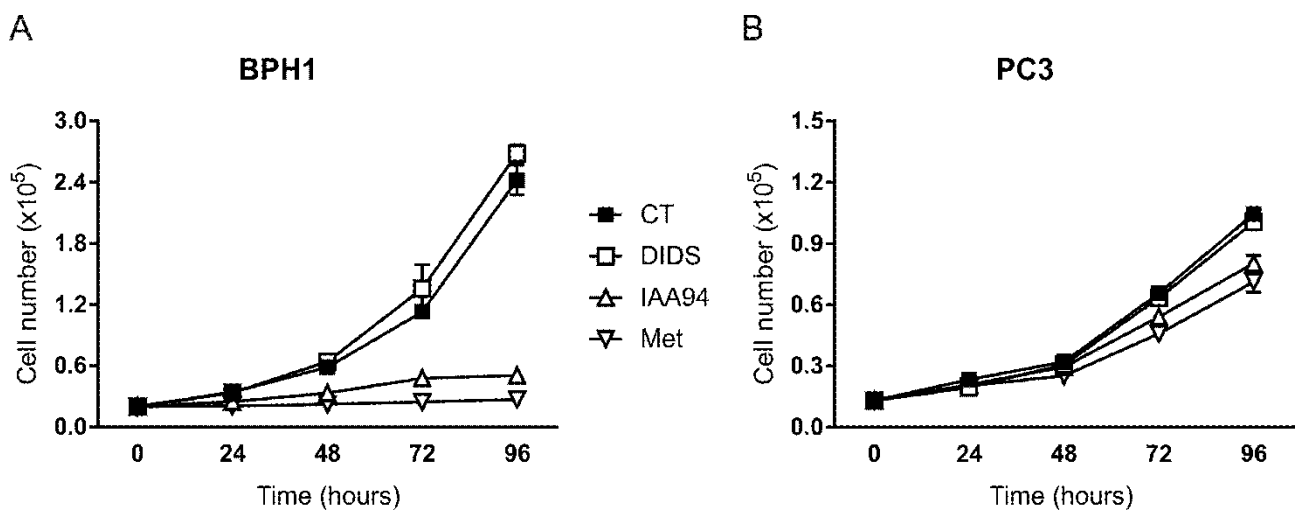 A
B
BPH1
PC3
Cell number (x10⁵)
3.0
2.4
1.8
1.2
0.6
0.0
0 24 48 72 96
Time (hours)
CT
DIDS
IAA94
Met
Cell number (x10⁵)
1.5
1.2
0.9
0.6
0.3
0.0
0 24 48 72 96
Time (hours)